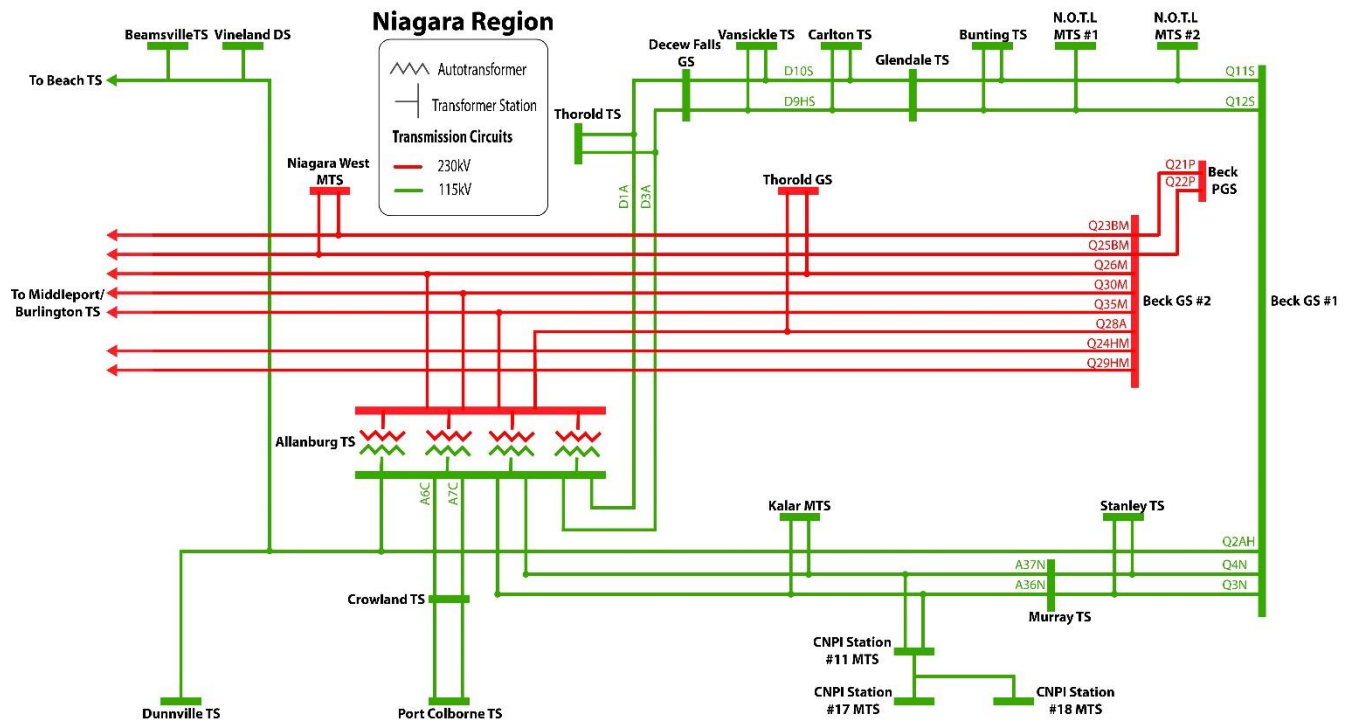 Niagara Region
BeamsvilleTS
Vineland DS
To Beach TS
Autotransformer
Transformer Station
Transmission Circuits
230kV
115kV
Decew Falls
GS
Vansickle TS
Carlton TS
Glendale TS
Bunting TS
N.O.T.L
MTS #1
N.O.T.L
MTS #2
D10S
D9HS
Q11S
Q12S
Thorold TS
D1A
D3A
Niagara West
MTS
Thorold GS
Q21P
Q22P
Beck
PGS
Q23BM
Q25BM
Q26M
Q30M
Q35M
Q28A
Q24HM
Q29HM
To Middleport/
Burlington TS
Beck GS #2
Beck GS #1
Allanburg TS
A6C
A7C
Kalar MTS
Stanley TS
Q2AH
A37N
Q4N
A36N
Q3N
Murray TS
Crowland TS
CNPI Station
#11 MTS
CNPI Station
#17 MTS
CNPI Station
#18 MTS
Dunnville TS
Port Colborne TS